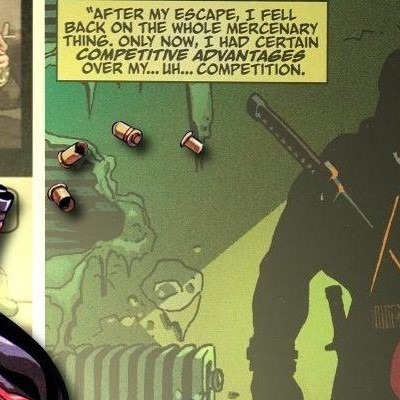 "AFTER MY ESCAPE, I FELL
BACK ON THE WHOLE MERCENARY
THING. ONLY NOW, I HAD CERTAIN
COMPETITIVE ADVANTAGES
OVER MY... UH... COMPETITION.